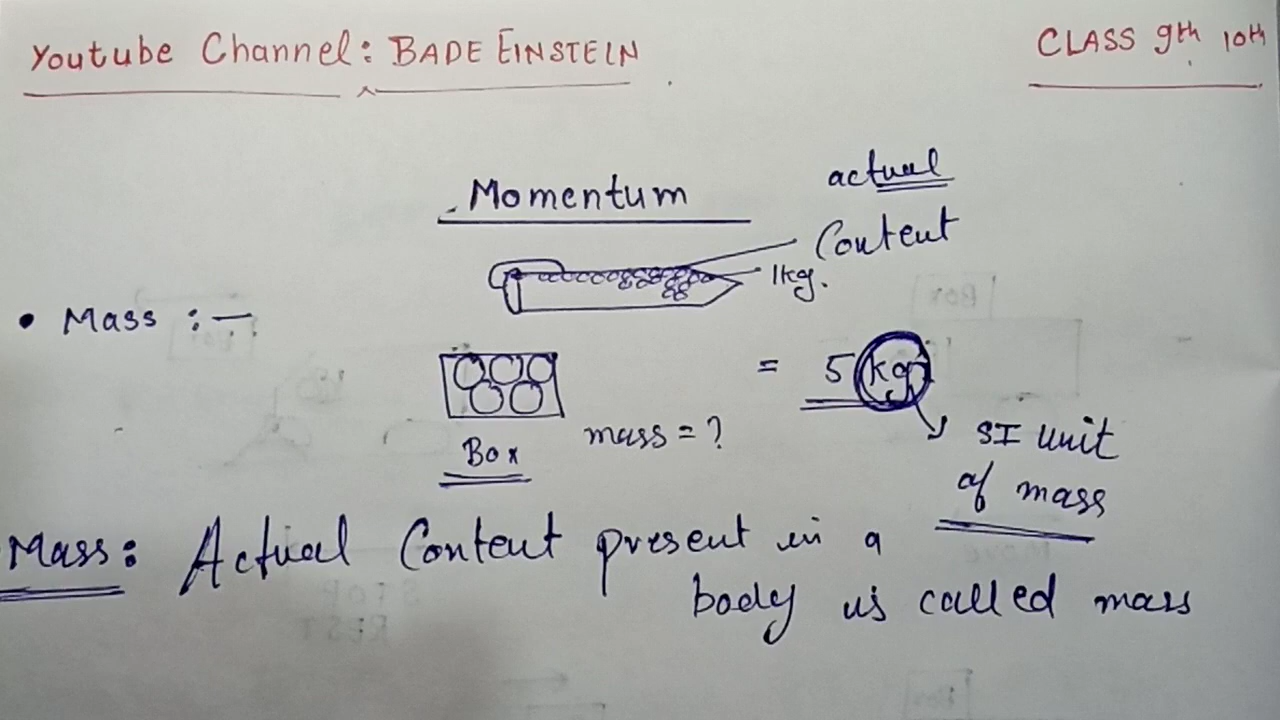 Youtube Channel: BADE EINSTEIN
CLASS 9th 10th
Momentum
actual
Content
1kg.
• Mass :—
= 5 kg
Box
mass = ?
SI unit
of mass
Mass: Actual Content present in a
body is called mass